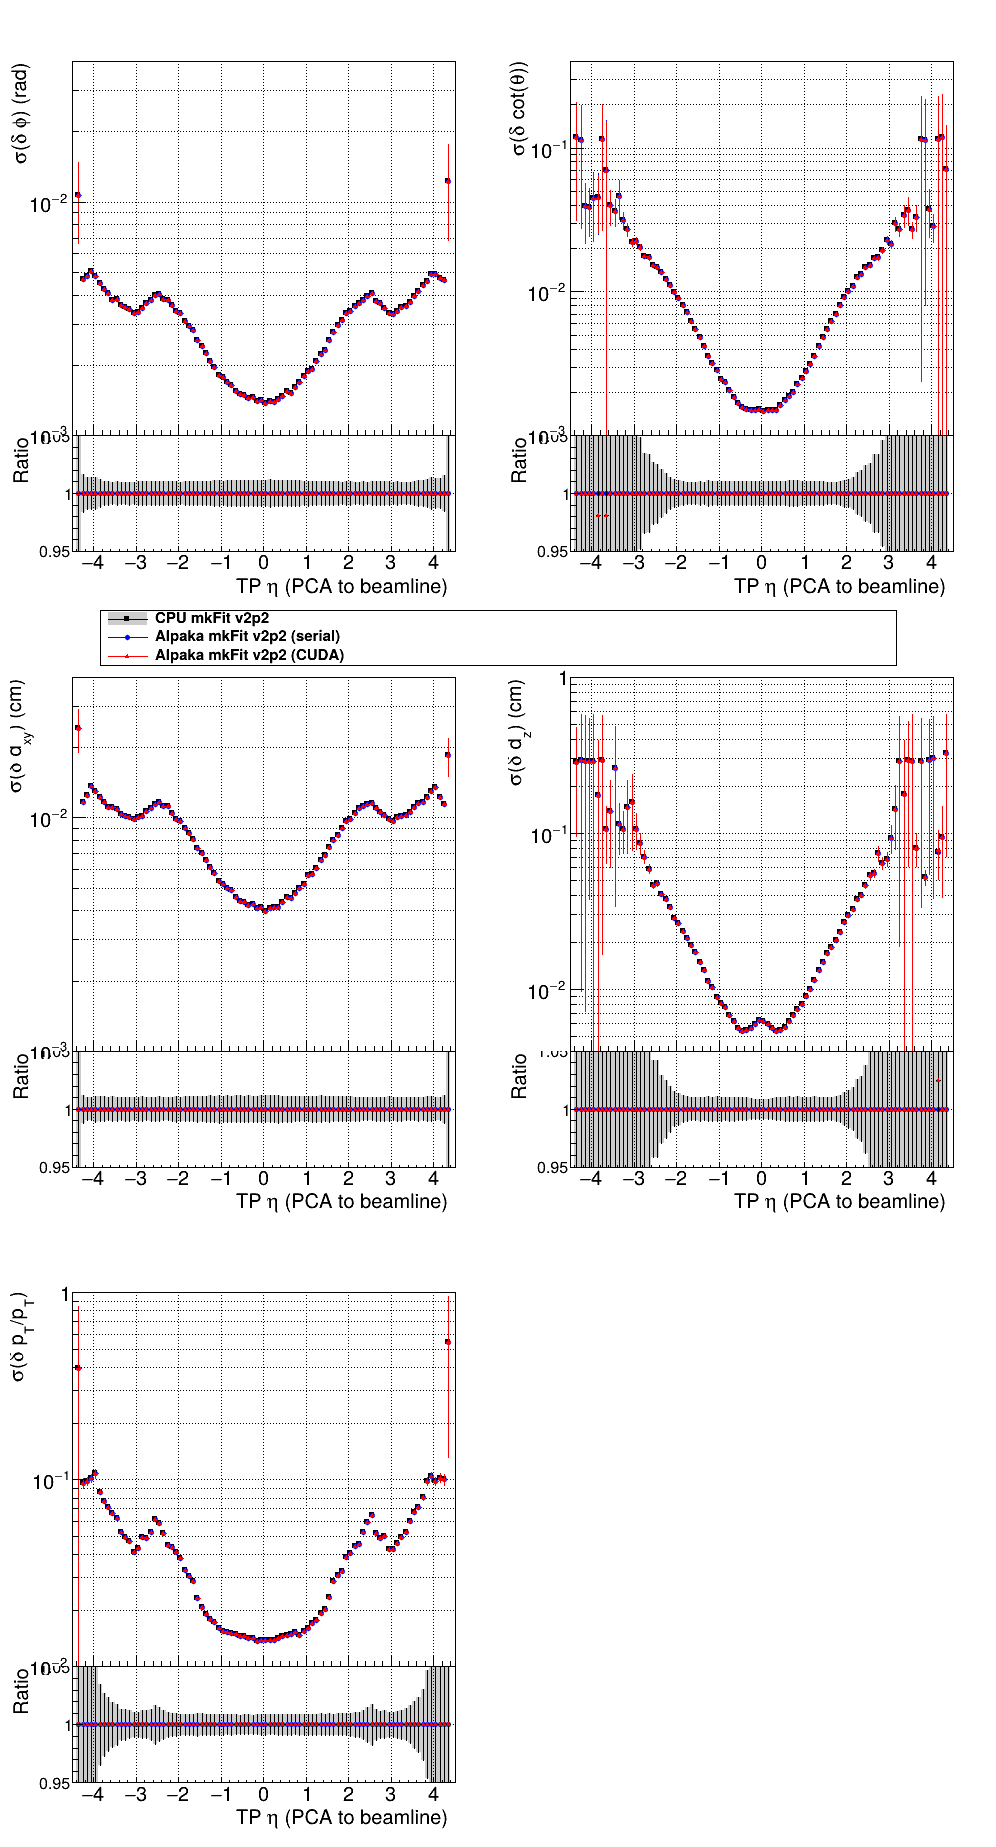 σ(δ φ) (rad)
10−2
10−3
Ratio
1
0.95
−4 −3 −2 −1 0 1 2 3 4
TP η (PCA to beamline)
σ(δ cot(θ))
10−1
10−2
10−3
Ratio
1
0.95
−4 −3 −2 −1 0 1 2 3 4
TP η (PCA to beamline)
CPU mkFit v2p2
Alpaka mkFit v2p2 (serial)
Alpaka mkFit v2p2 (CUDA)
σ(δ dxy) (cm)
10−2
10−3
Ratio
1
0.95
−4 −3 −2 −1 0 1 2 3 4
TP η (PCA to beamline)
σ(δ dz) (cm)
1
10−1
10−2
1.05
Ratio
1
0.95
−4 −3 −2 −1 0 1 2 3 4
TP η (PCA to beamline)
σ(δ pT/pT)
1
10−1
10−2
Ratio
1
0.95
−4 −3 −2 −1 0 1 2 3 4
TP η (PCA to beamline)